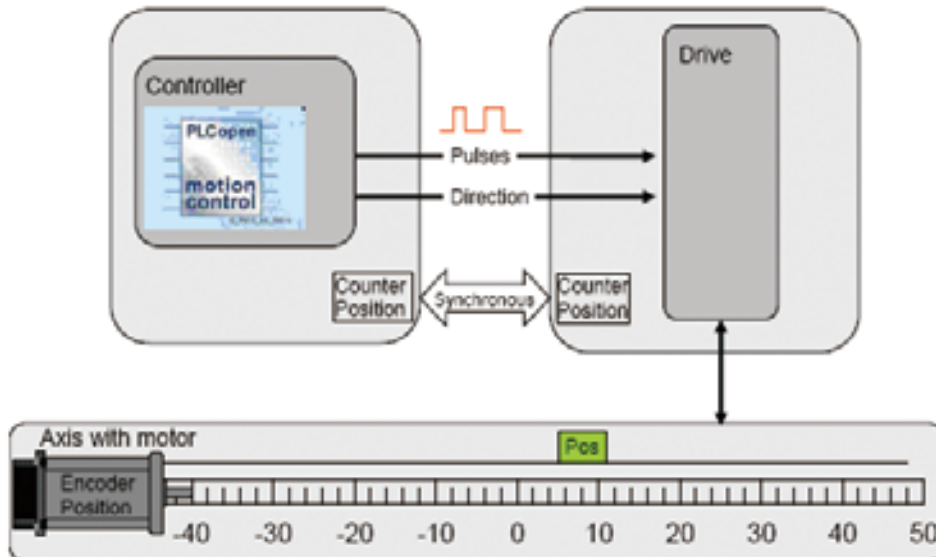 Controller
PLCopen
motion
control
Pulses
Direction
Counter
Position
Synchronous
Counter
Position
Drive
Axis with motor
Pos
Encoder
Position
-40 -30 -20 -10 0 10 20 30 40 50